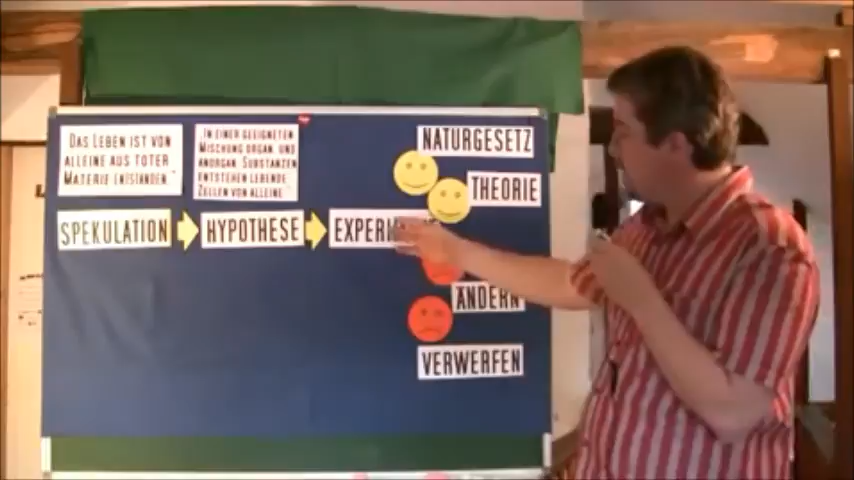 DAS LEBEN IST VON
ALLEINE AUS TOTER
MATERIE ENTSTANDEN."
„IN EINER GEEIGNETEN
MISCHUNG ORGAN. UND
ANORGAN. SUBSTANZEN
ENTSTEHEN LEBENDE
ZELLEN VON ALLEINE"
NATURGESETZ
THEORIE
SPEKULATION
HYPOTHESE
EXPERI
ÄNDERN
VERWERFEN